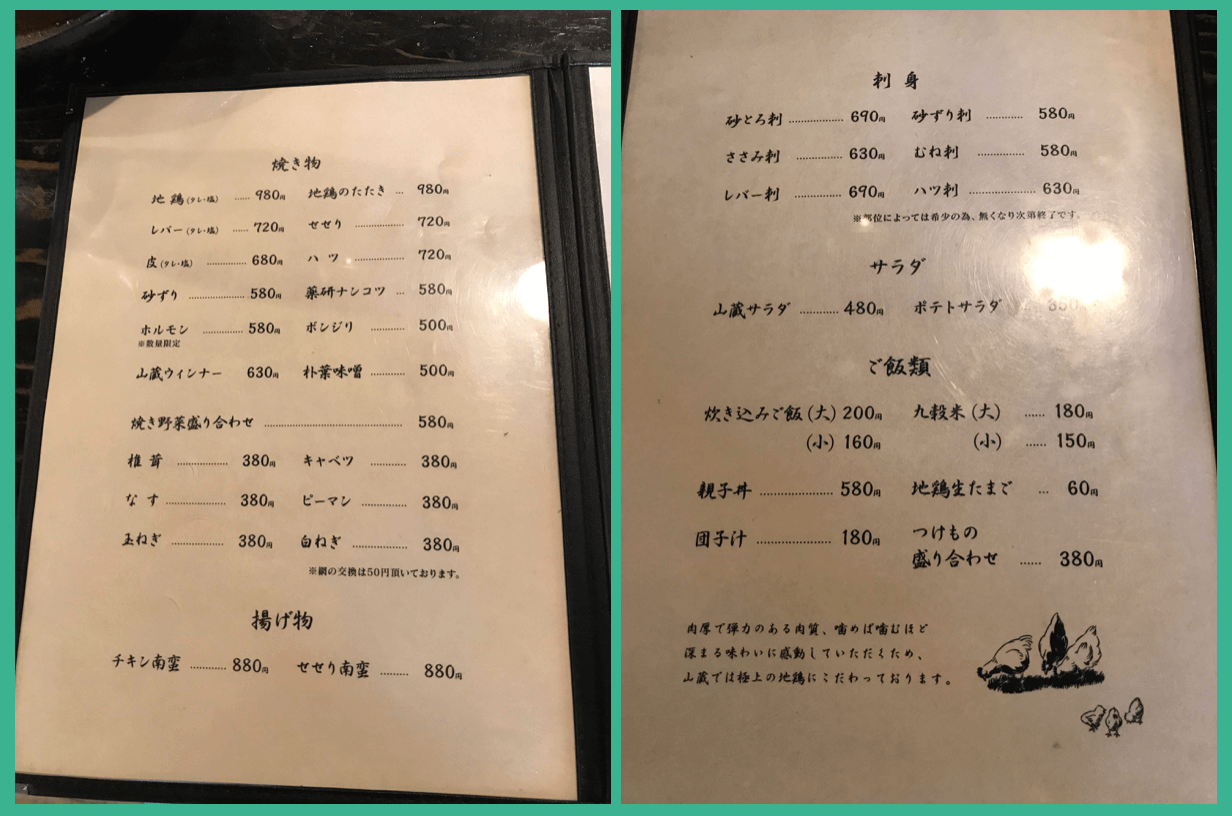 焼き物
地鶏(タレ・塩) …… 980円 地鶏のたたき … 980円
レバー(タレ・塩) …… 720円 せせり ……………… 720円
皮(タレ・塩) ………… 680円 ハツ ……………… 720円
砂ずり ……………… 580円 薬研ナンコツ … 580円
ホルモン ………… 580円 ボンジリ ………… 500円
※数量限定
山蔵ウィンナー 630円 朴葉味噌 ………… 500円
焼き野菜盛り合わせ …………………………………… 580円
椎茸 ……………… 380円 キャベツ ………… 380円
なす ……………… 380円 ピーマン ………… 380円
玉ねぎ ……………… 380円 白ねぎ ……………… 380円
※網の交換は50円頂いております。
揚げ物
チキン南蛮 ………… 880円 せせり南蛮 ……… 880円
刺身
砂とろ刺 ……………… 690円 砂ずり刺 ………… 580円
ささみ刺 …………… 630円 むね刺 …………… 580円
レバー刺 …………… 690円 ハツ刺 …………………… 630円
※部位によっては希少の為、無くなり次第終了です。
サラダ
山蔵サラダ ………… 480円 ポテトサラダ
ご飯類
炊き込みご飯(大) 200円 九穀米(大) …… 180円
(小) 160円 (小) …… 150円
親子丼 …………………… 580円 地鶏生たまご … 60円
団子汁 …………………… 180円 つけもの
盛り合わせ …… 380円
肉厚で弾力のある肉質、噛めば噛むほど
深まる味わいに感動していただくため、
山蔵では極上の地鶏にこだわっております。